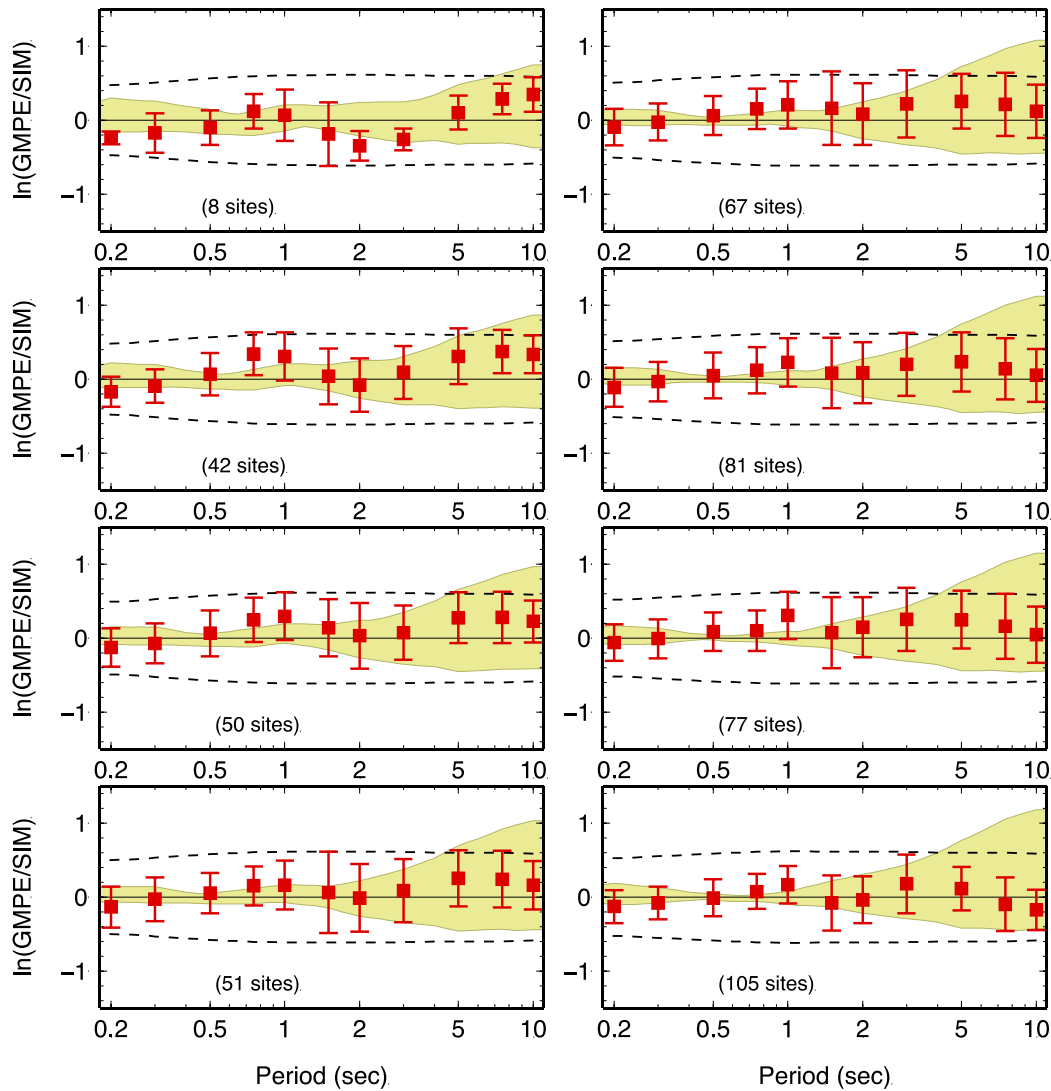 ln(GMPE/SIM)
1
0
−1
(8 sites)
0.2 0.5 1 2 5 10
1
0
−1
(67 sites)
0.2 0.5 1 2 5 10
ln(GMPE/SIM)
1
0
−1
(42 sites)
0.2 0.5 1 2 5 10
1
0
−1
(81 sites)
0.2 0.5 1 2 5 10
ln(GMPE/SIM)
1
0
−1
(50 sites)
0.2 0.5 1 2 5 10
1
0
−1
(77 sites)
0.2 0.5 1 2 5 10
ln(GMPE/SIM)
1
0
−1
(51 sites)
0.2 0.5 1 2 5 10
Period (sec)
1
0
−1
(105 sites)
0.2 0.5 1 2 5 10
Period (sec)